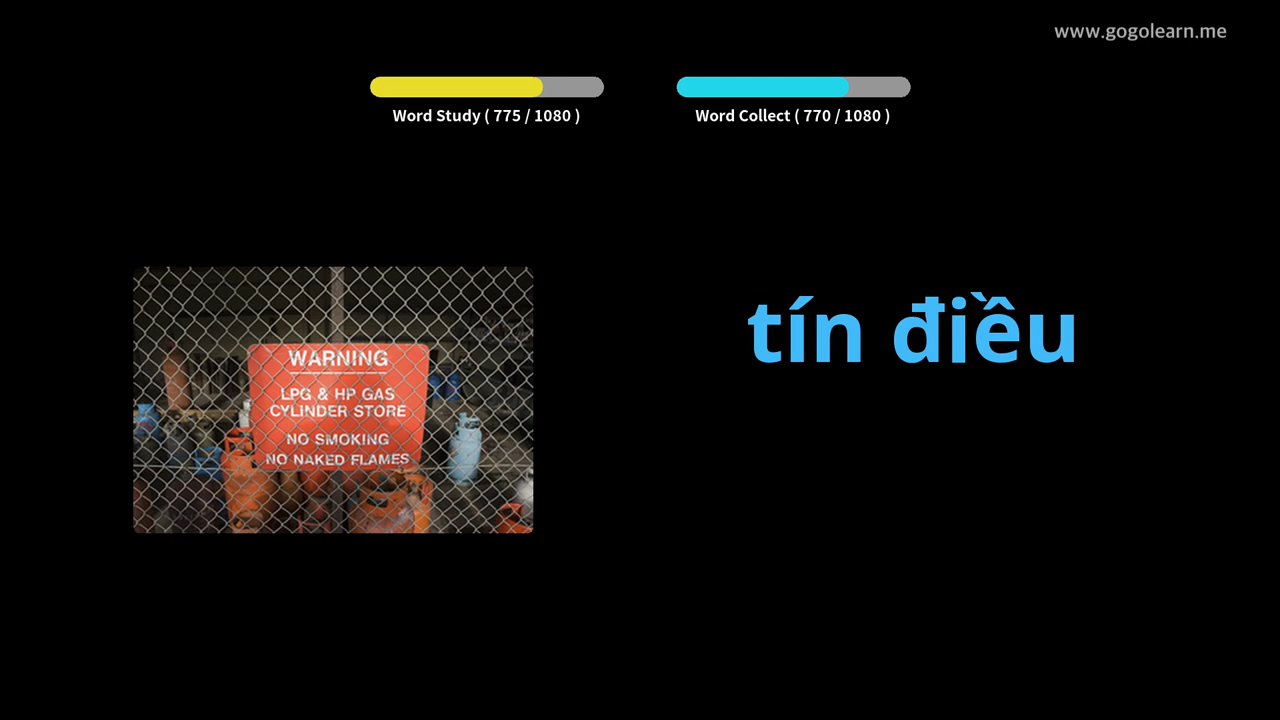 www.gogolearn.me
Word Study ( 775 / 1080 )
Word Collect ( 770 / 1080 )
tín điều
WARNING
LPG & HP GAS
CYLINDER STORE
NO SMOKING
NO NAKED FLAMES